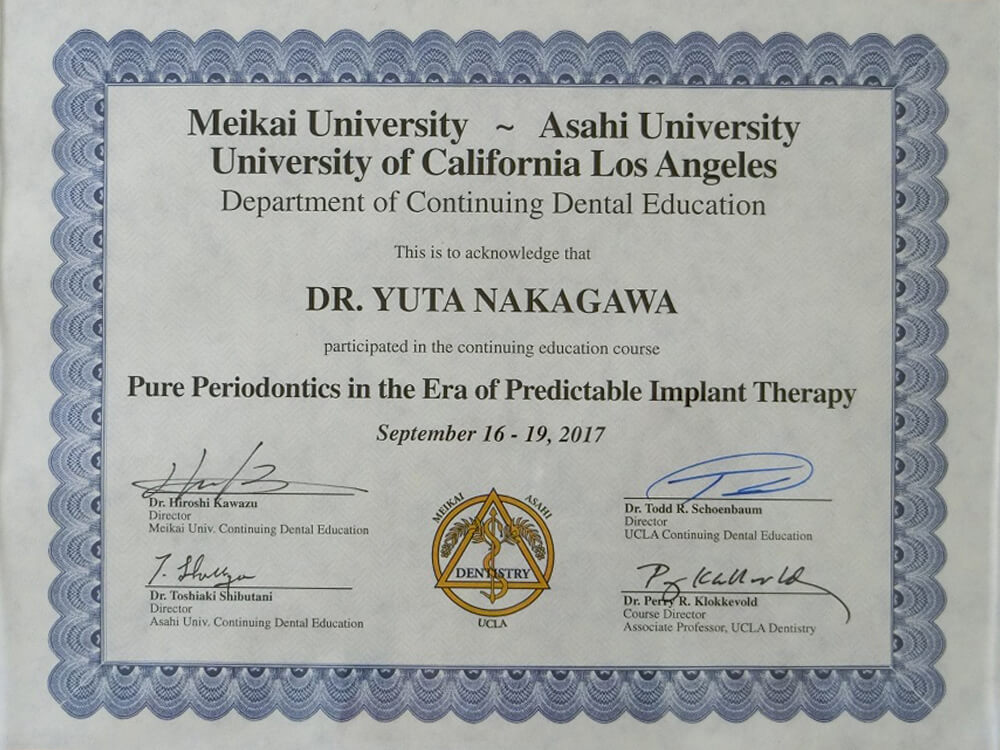 Meikai University ~ Asahi University
University of California Los Angeles
Department of Continuing Dental Education
This is to acknowledge that
DR. YUTA NAKAGAWA
participated in the continuing education course
Pure Periodontics in the Era of Predictable Implant Therapy
September 16 - 19, 2017
Dr. Hiroshi Kawazu
Director
Meikai Univ. Continuing Dental Education
Dr. Toshiaki Shibutani
Director
Asahi Univ. Continuing Dental Education
MEIKAI
ASAHI
DENTISTRY
UCLA
Dr. Todd R. Schoenbaum
Director
UCLA Continuing Dental Education
Dr. Perry R. Klokkevold
Course Director
Associate Professor, UCLA Dentistry